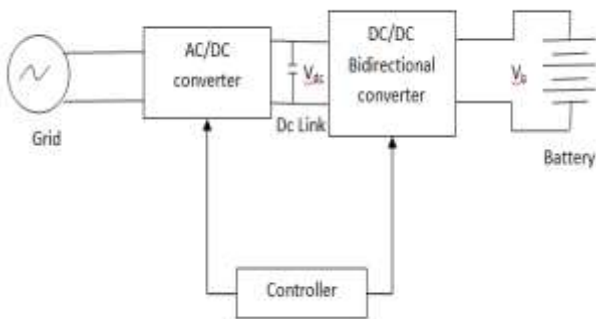 AC/DC
converter
DC/DC
Bidirectional
converter
Vdc
Vb
Grid
Dc Link
Battery
Controller